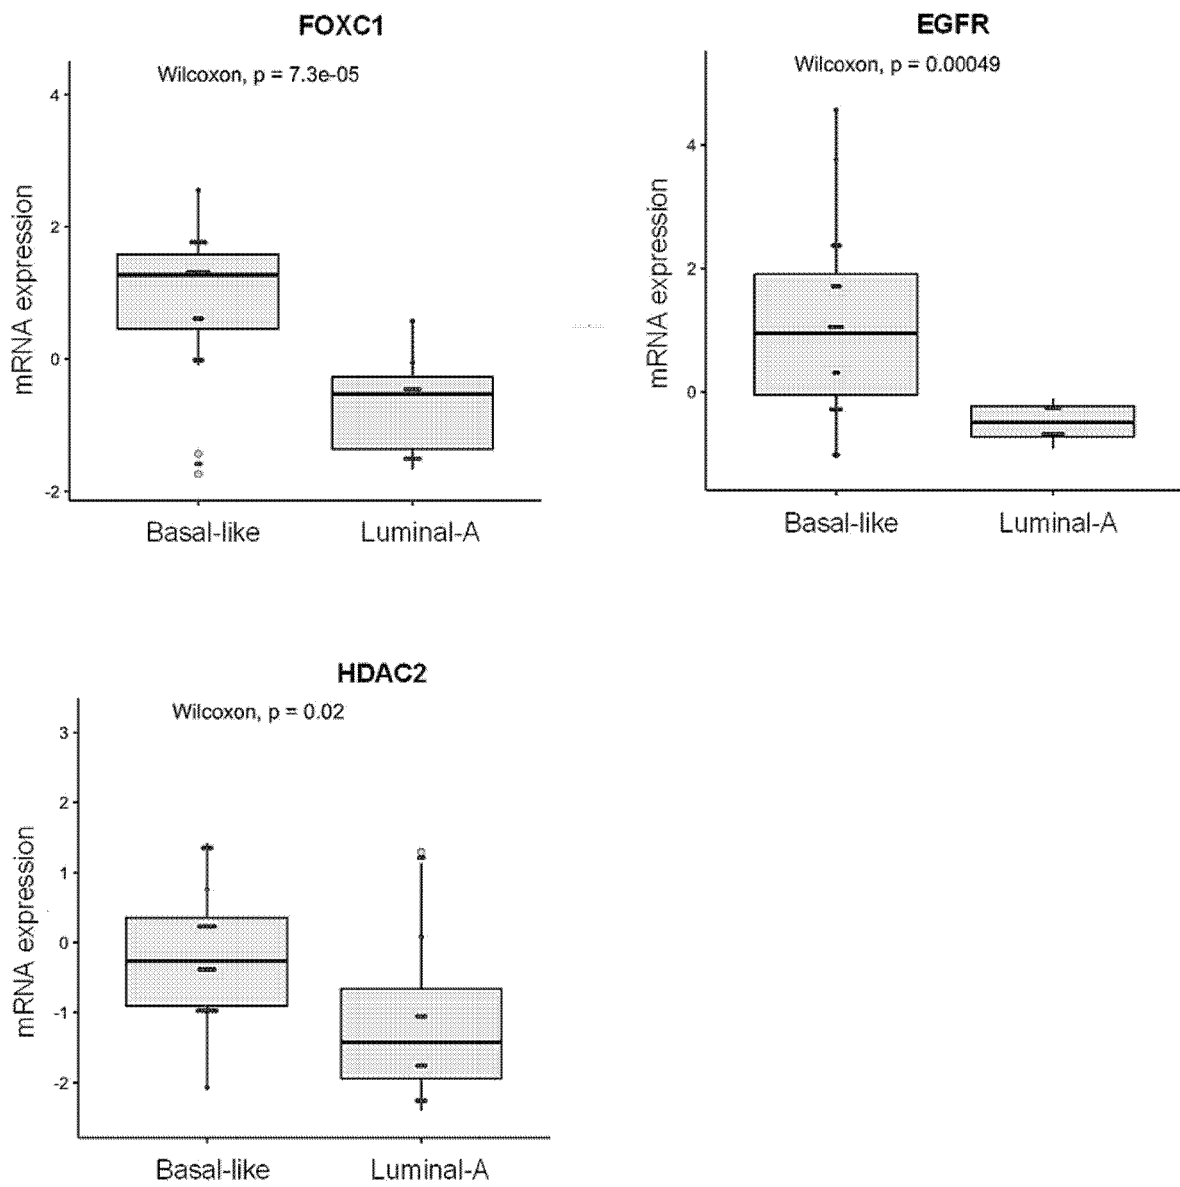 FOXC1
Wilcoxon, p = 7.3e-05
mRNA expression
4
2
0
-2
Basal-like
Luminal-A
EGFR
Wilcoxon, p = 0.00049
mRNA expression
4
2
0
Basal-like
Luminal-A
HDAC2
Wilcoxon, p = 0.02
mRNA expression
3
2
1
0
-1
-2
Basal-like
Luminal-A